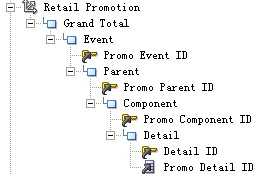 Retail Promotion
Grand Total
Event
Promo Event ID
Parent
Promo Parent ID
Component
Promo Component ID
Detail
Detail ID
Promo Detail ID